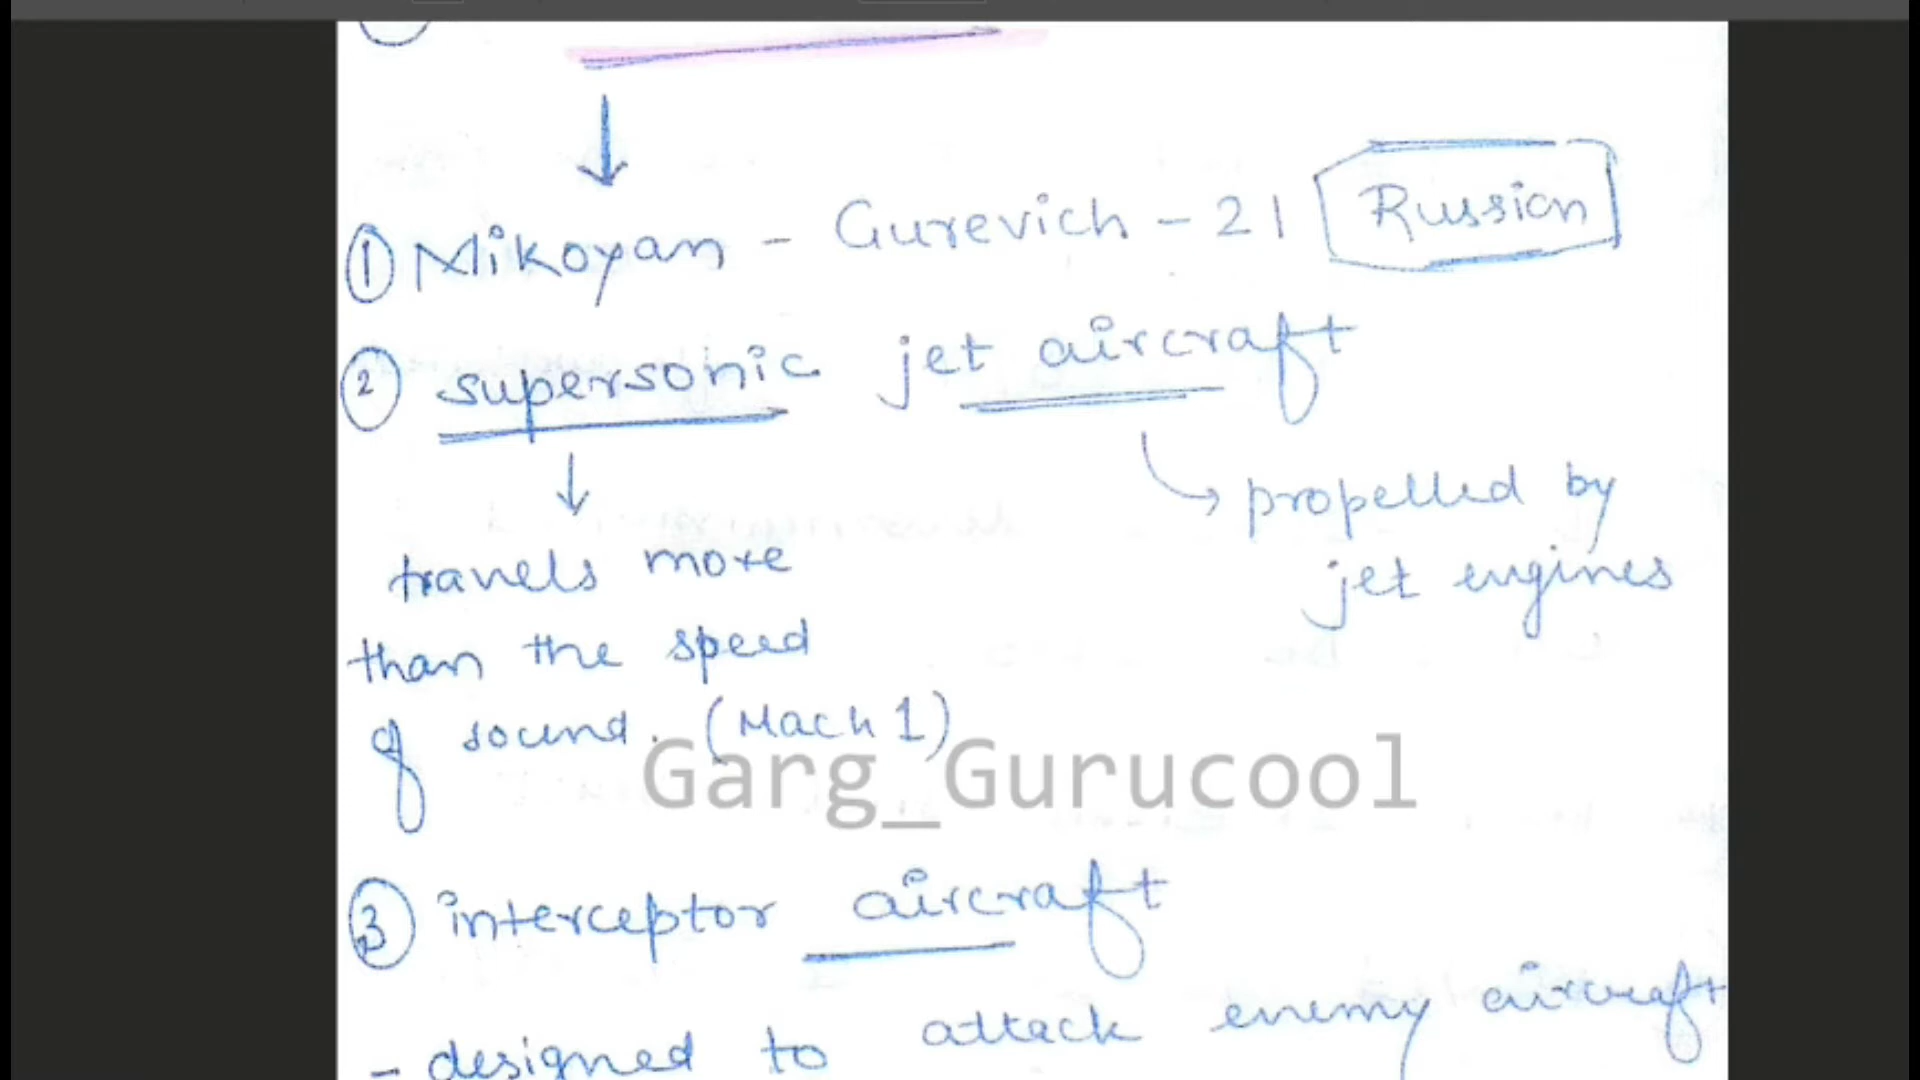 ① Mikoyan - Gurevich - 21 Russian
② supersonic jet aircraft
propelled by
jet engines
travels more
than the speed
of sound. (Mach 1)
Garg_Gurucool
③ interceptor aircraft
- designed to attack enemy aircraft